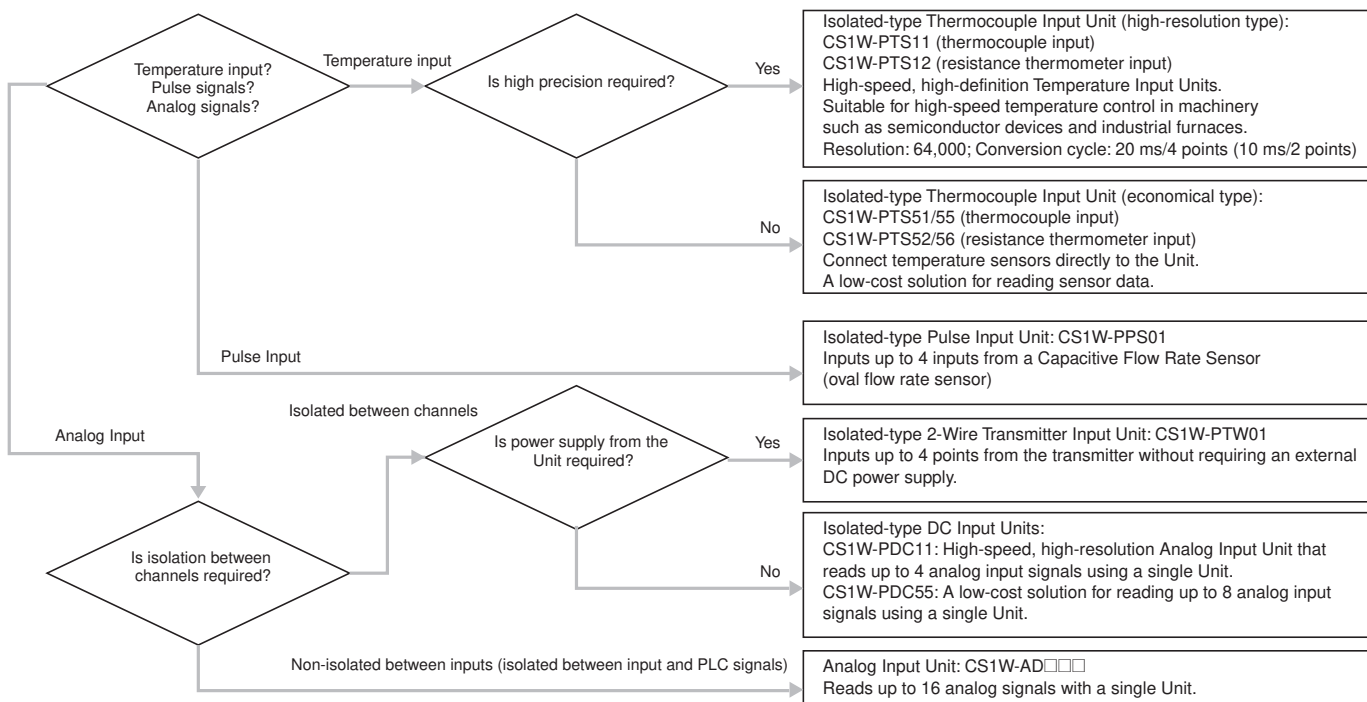 Temperature input?
Pulse signals?
Analog signals?
Temperature input
Is high precision required?
Yes
Isolated-type Thermocouple Input Unit (high-resolution type):
CS1W-PTS11 (thermocouple input)
CS1W-PTS12 (resistance thermometer input)
High-speed, high-definition Temperature Input Units.
Suitable for high-speed temperature control in machinery
such as semiconductor devices and industrial furnaces.
Resolution: 64,000; Conversion cycle: 20 ms/4 points (10 ms/2 points)
No
Isolated-type Thermocouple Input Unit (economical type):
CS1W-PTS51/55 (thermocouple input)
CS1W-PTS52/56 (resistance thermometer input)
Connect temperature sensors directly to the Unit.
A low-cost solution for reading sensor data.
Pulse Input
Isolated-type Pulse Input Unit: CS1W-PPS01
Inputs up to 4 inputs from a Capacitive Flow Rate Sensor
(oval flow rate sensor)
Analog Input
Is isolation between
channels required?
Isolated between channels
Is power supply from the
Unit required?
Yes
Isolated-type 2-Wire Transmitter Input Unit: CS1W-PTW01
Inputs up to 4 points from the transmitter without requiring an external
DC power supply.
No
Isolated-type DC Input Units:
CS1W-PDC11: High-speed, high-resolution Analog Input Unit that
reads up to 4 analog input signals using a single Unit.
CS1W-PDC55: A low-cost solution for reading up to 8 analog input
signals using a single Unit.
Non-isolated between inputs (isolated between input and PLC signals)
Analog Input Unit: CS1W-AD□□□
Reads up to 16 analog signals with a single Unit.